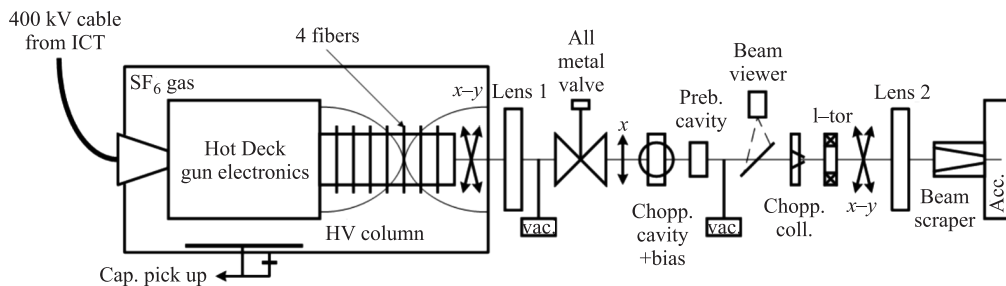 400 kV cable
from ICT
SF6 gas
4 fibers
Hot Deck
gun electronics
HV column
Cap. pick up
x–y
Lens 1
vac.
All
metal
valve
x
Chopp.
cavity
+bias
Preb.
cavity
vac.
Beam
viewer
Chopp.
coll.
l–tor
x–y
Lens 2
Beam
scraper
Acc.